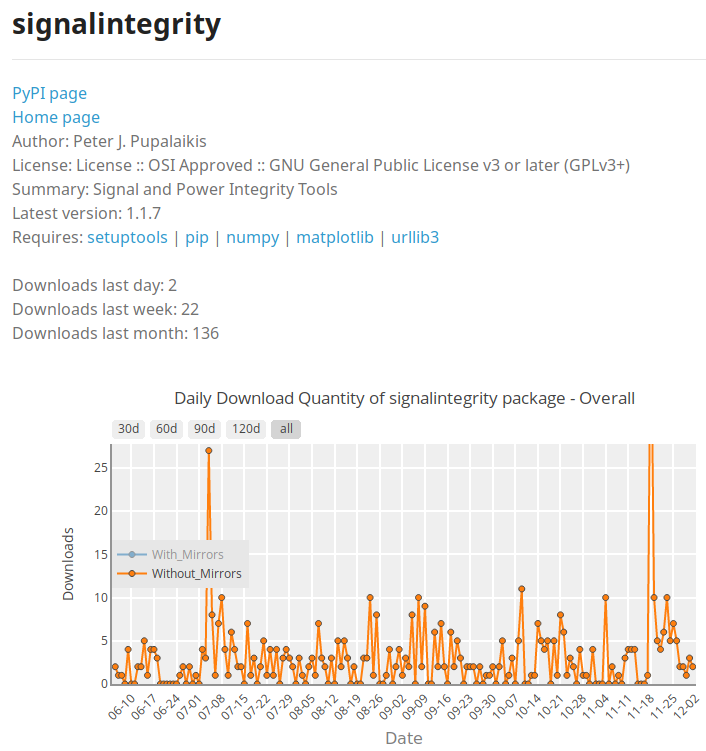 signalintegrity
PyPI page
Home page
Author: Peter J. Pupalaikis
License: License :: OSI Approved :: GNU General Public License v3 or later (GPLv3+)
Summary: Signal and Power Integrity Tools
Latest version: 1.1.7
Requires: setuptools | pip | numpy | matplotlib | urllib3
Downloads last day: 2
Downloads last week: 22
Downloads last month: 136
Daily Download Quantity of signalintegrity package - Overall
30d 60d 90d 120d all
25
20
15
10
5
0
Downloads
With_Mirrors
Without_Mirrors
06-10 06-17 06-24 07-01 07-08 07-15 07-22 07-29 08-05 08-12 08-19 08-26 09-02 09-09 09-16 09-23 09-30 10-07 10-14 10-21 10-28 11-04 11-11 11-18 11-25 12-02
Date